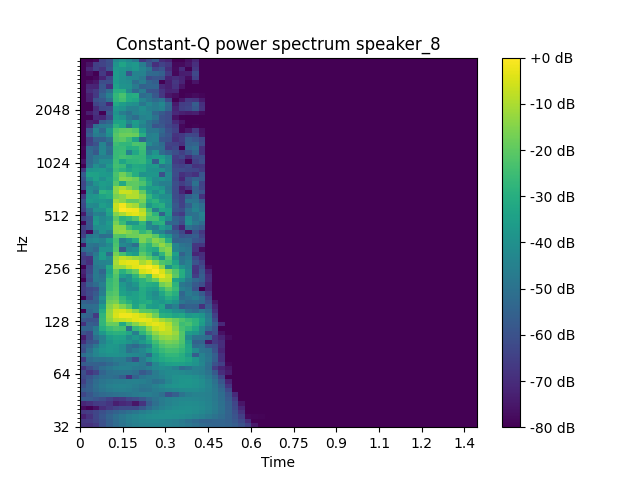 Constant-Q power spectrum speaker_8
+0 dB
-10 dB
-20 dB
-30 dB
-40 dB
-50 dB
-60 dB
-70 dB
-80 dB
Hz
2048
1024
512
256
128
64
32
0 0.15 0.3 0.45 0.6 0.75 0.9 1.1 1.2 1.4
Time